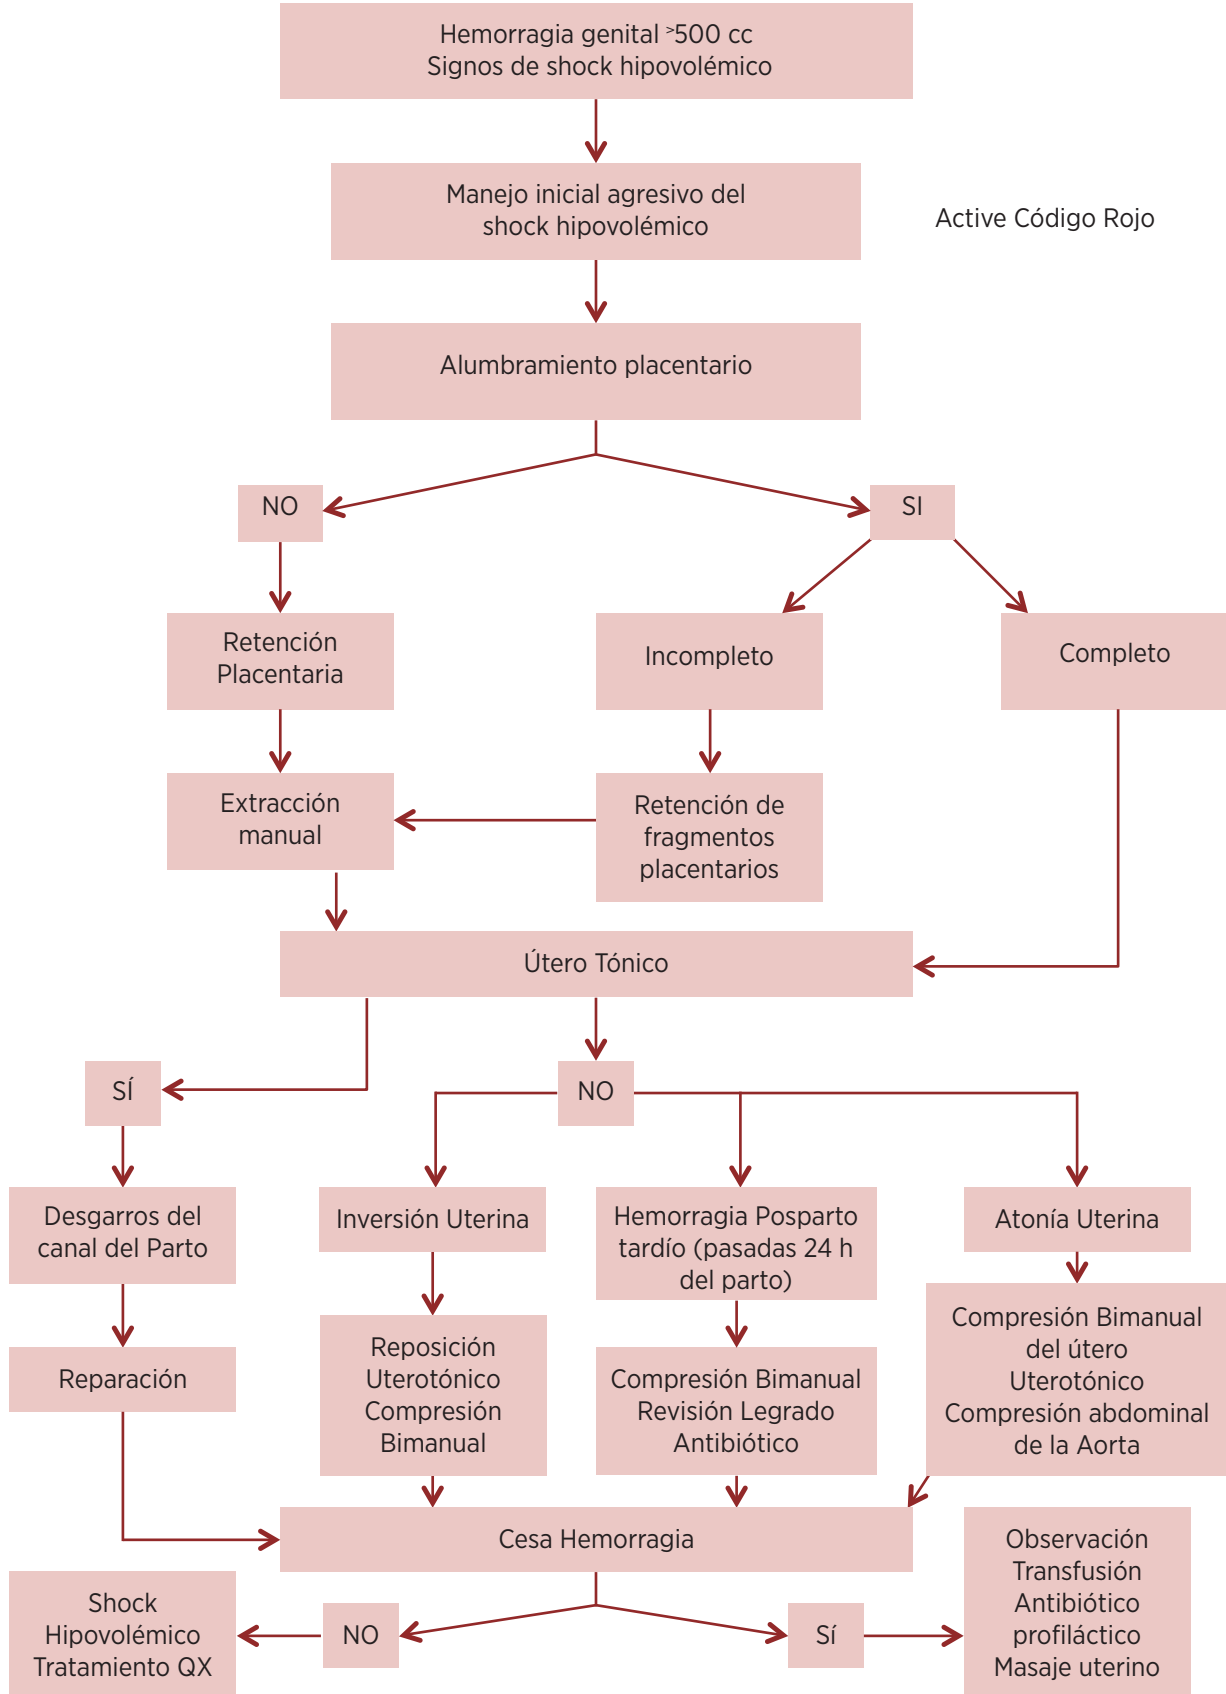 Hemorragia genital >500 cc
Signos de shock hipovolémico
Manejo inicial agresivo del
shock hipovolémico
Active Código Rojo
Alumbramiento placentario
NO
SI
Retención
Placentaria
Incompleto
Completo
Extracción
manual
Retención de
fragmentos
placentarios
Útero Tónico
SÍ
NO
Desgarros del
canal del Parto
Inversión Uterina
Hemorragia Posparto
tardío (pasadas 24 h
del parto)
Atonía Uterina
Reparación
Reposición
Uterotónico
Compresión
Bimanual
Compresión Bimanual
Revisión Legrado
Antibiótico
Compresión Bimanual
del útero
Uterotónico
Compresión abdominal
de la Aorta
Cesa Hemorragia
Shock
Hipovolémico
Tratamiento QX
NO
Sí
Observación
Transfusión
Antibiótico
profiláctico
Masaje uterino